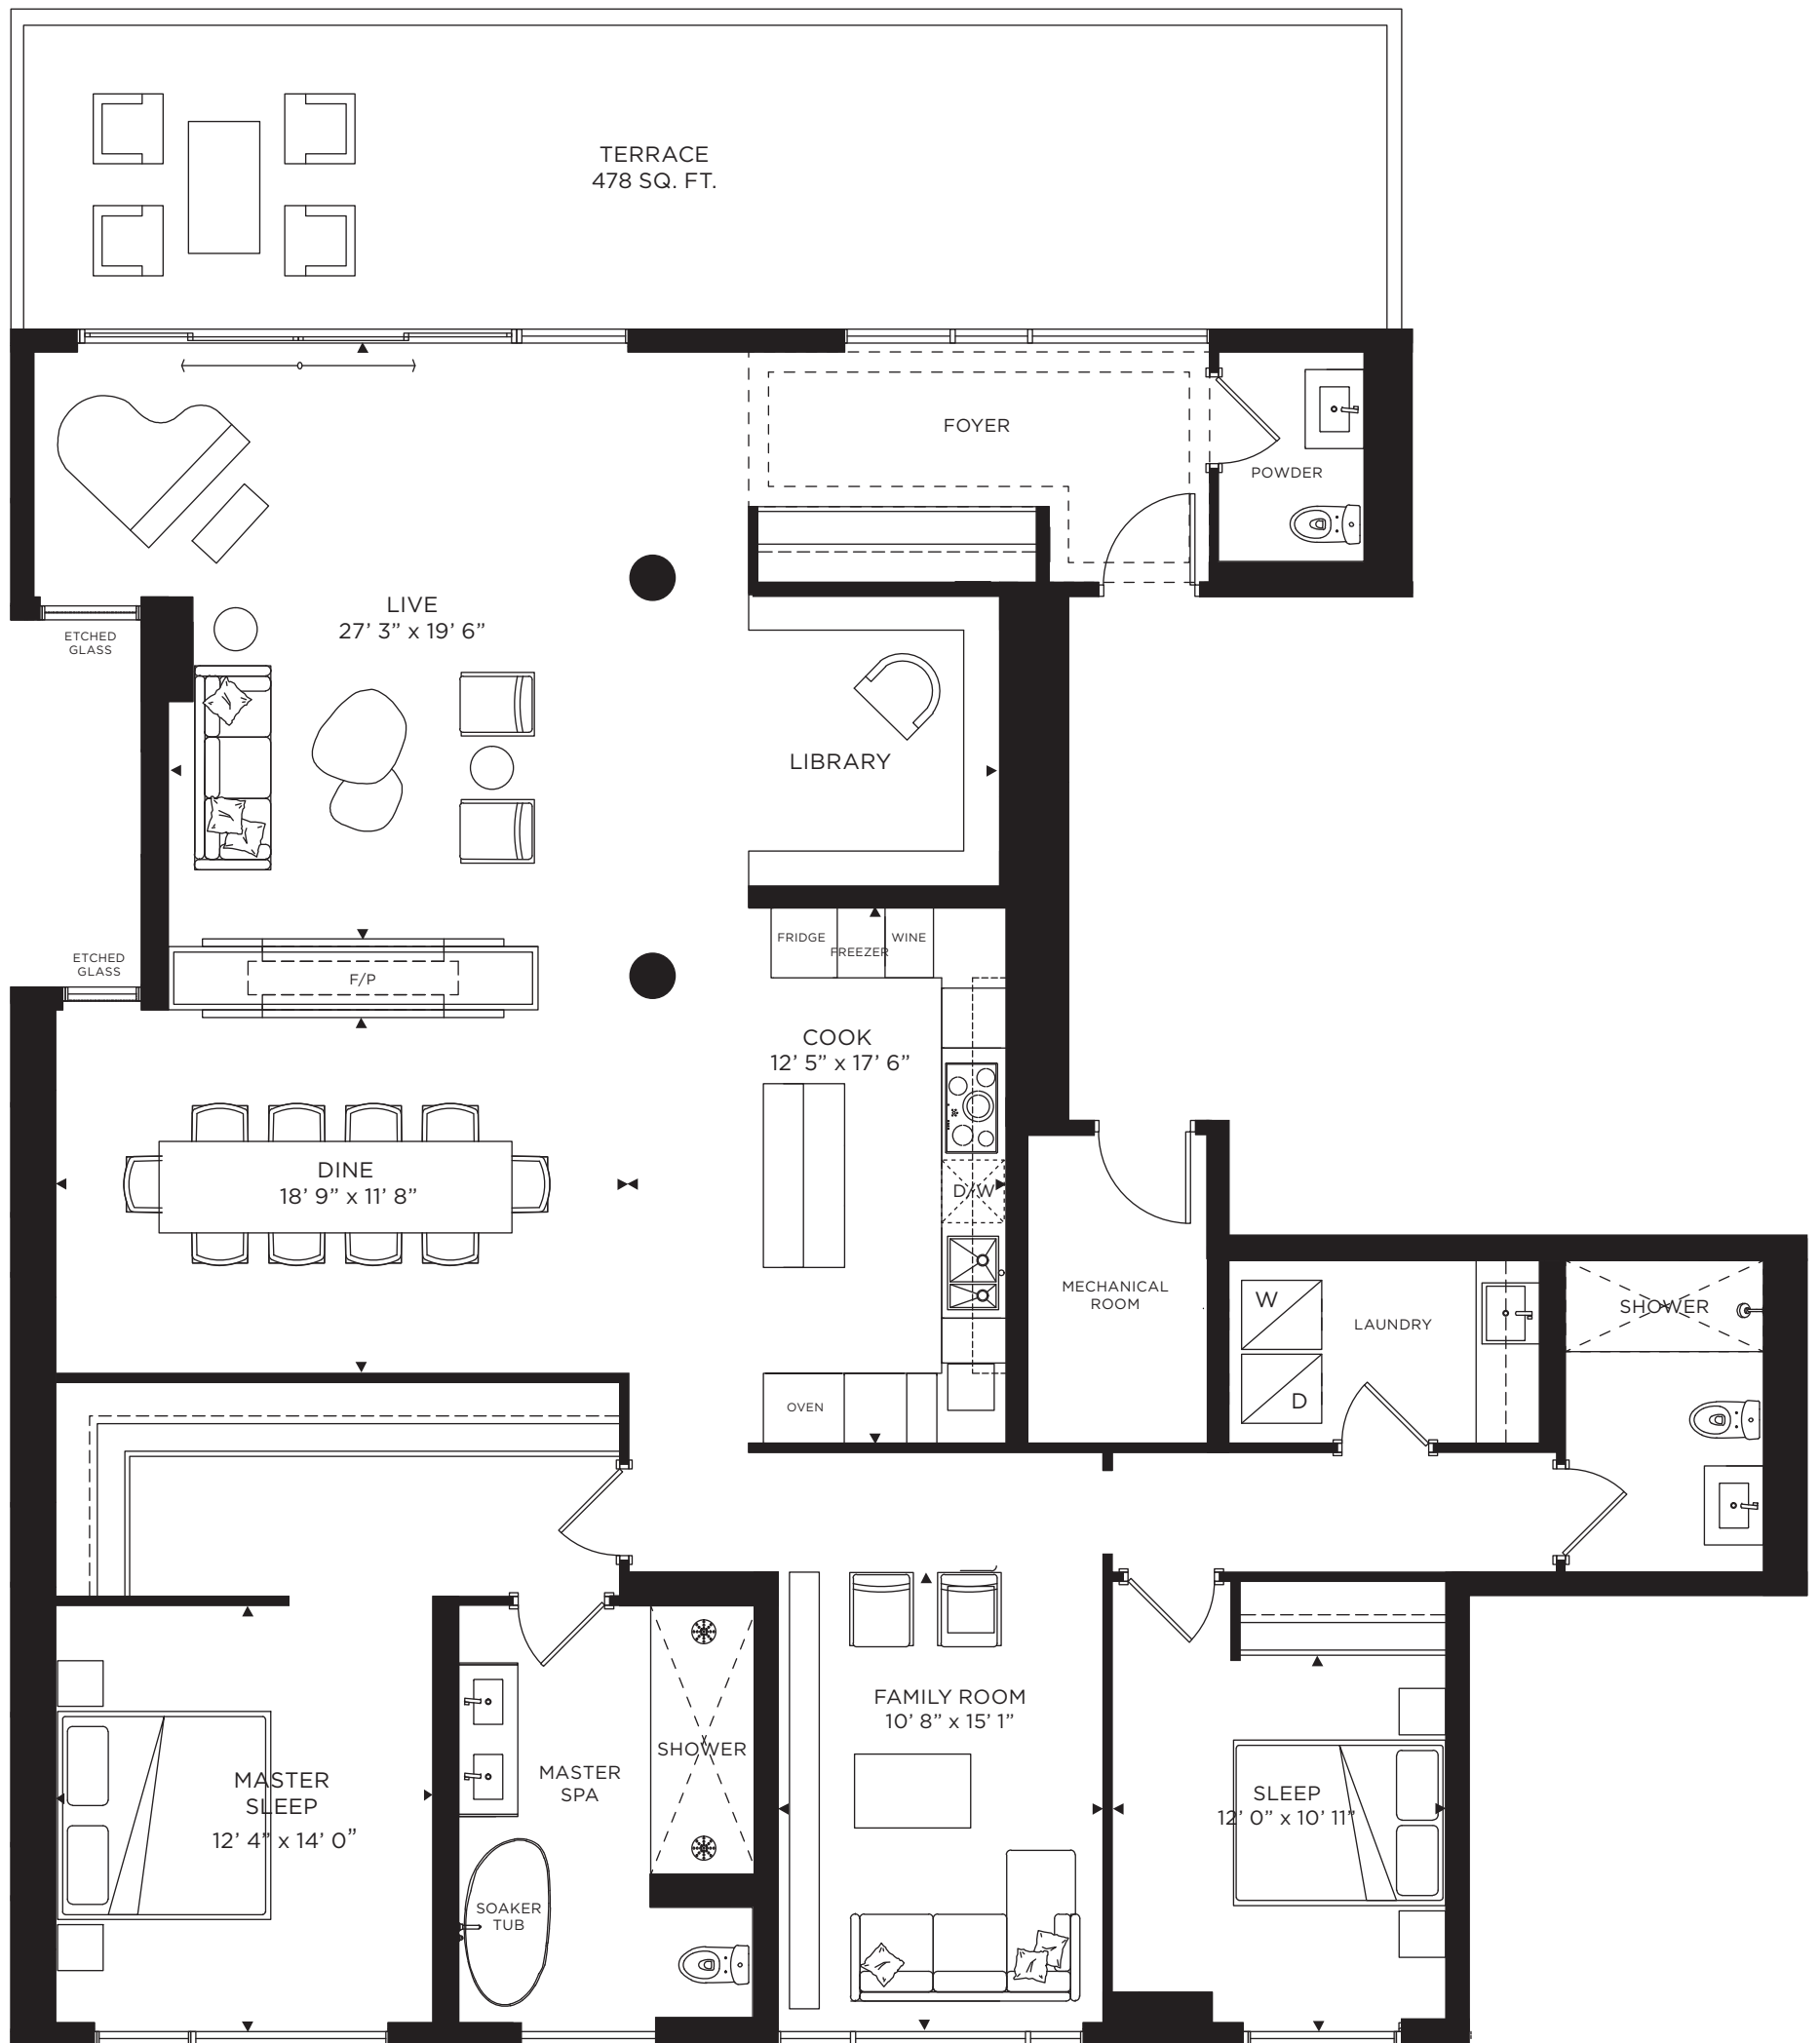 TERRACE
478 SQ. FT.
FOYER
POWDER
LIVE
27’ 3” x 19’ 6”
ETCHED
GLASS
LIBRARY
FRIDGE
FREEZER
WINE
ETCHED
GLASS
F/P
COOK
12’ 5” x 17’ 6”
DINE
18’ 9” x 11’ 8”
D/W
MECHANICAL
ROOM
W
D
LAUNDRY
SHOWER
OVEN
FAMILY ROOM
10’ 8” x 15’ 1”
SHOWER
MASTER
SPA
MASTER
SLEEP
12’ 4” x 14’ 0”
SLEEP
12’ 0” x 10’ 11”
SOAKER
TUB